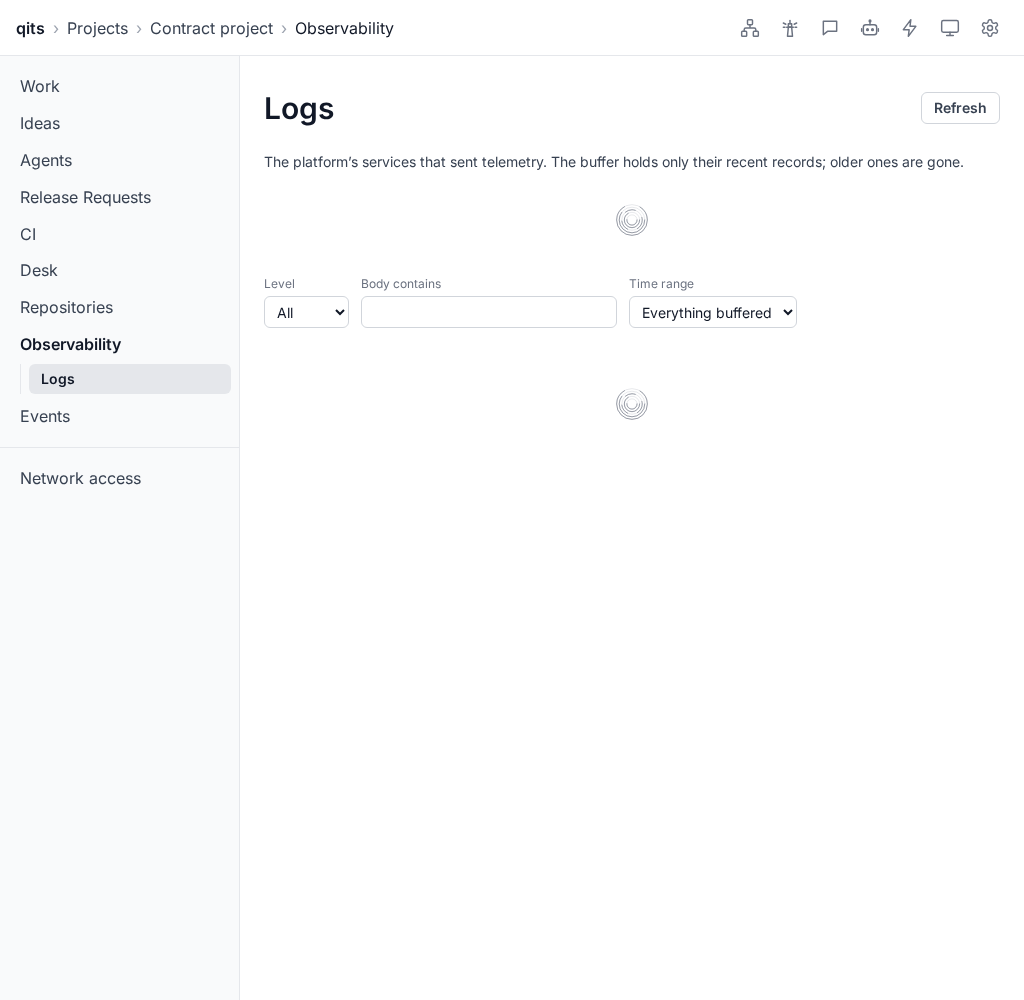 qits › Projects › Contract project › Observability
Work
Ideas
Agents
Release Requests
CI
Desk
Repositories
Observability
Logs
Events
Network access
Logs
Refresh
The platform’s services that sent telemetry. The buffer holds only their recent records; older ones are gone.
Level
Body contains
Time range
All
Everything buffered